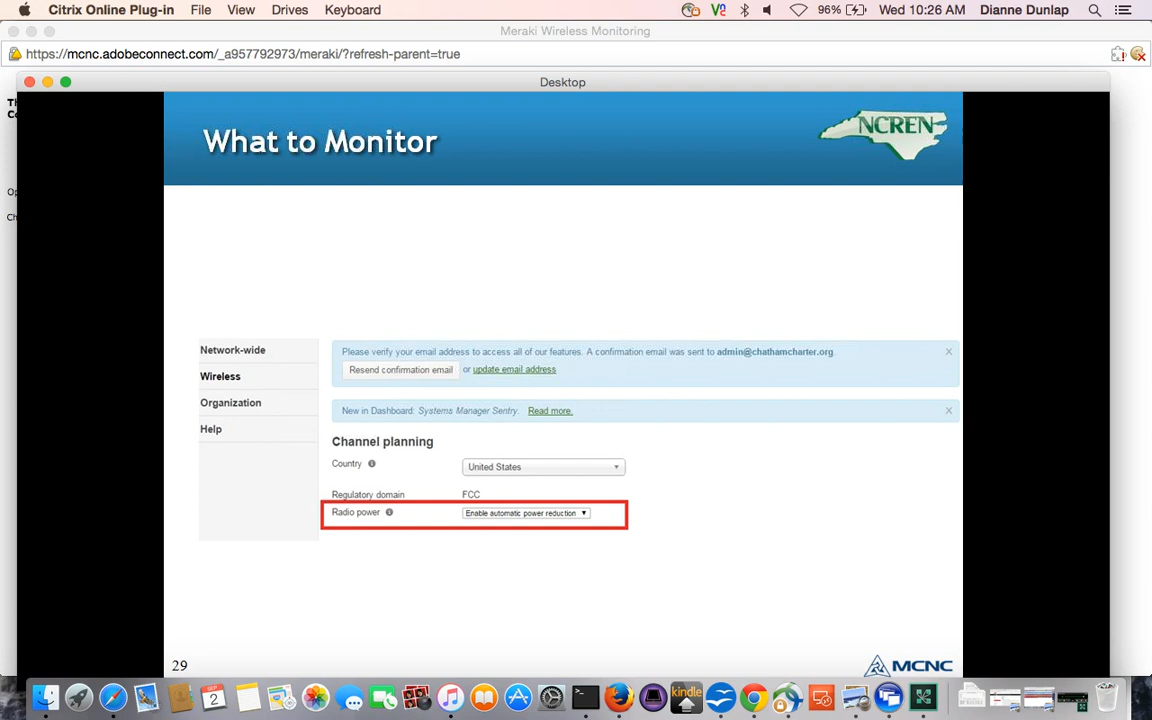 Citrix Online Plug-in File View Drives Keyboard 96% Wed 10:26 AM Dianne Dunlap
Meraki Wireless Monitoring
https://mcnc.adobeconnect.com/_a957792973/meraki/?refresh-parent=true
Desktop
What to Monitor
NCREN
Network-wide
Wireless
Organization
Help
Please verify your email address to access all of our features. A confirmation email was sent to admin@chathamcharter.org.
Resend confirmation email or update email address
New in Dashboard: Systems Manager Sentry. Read more.
Channel planning
Country United States
Regulatory domain FCC
Radio power Enable automatic power reduction
29
MCNC
SEP
2
kindle